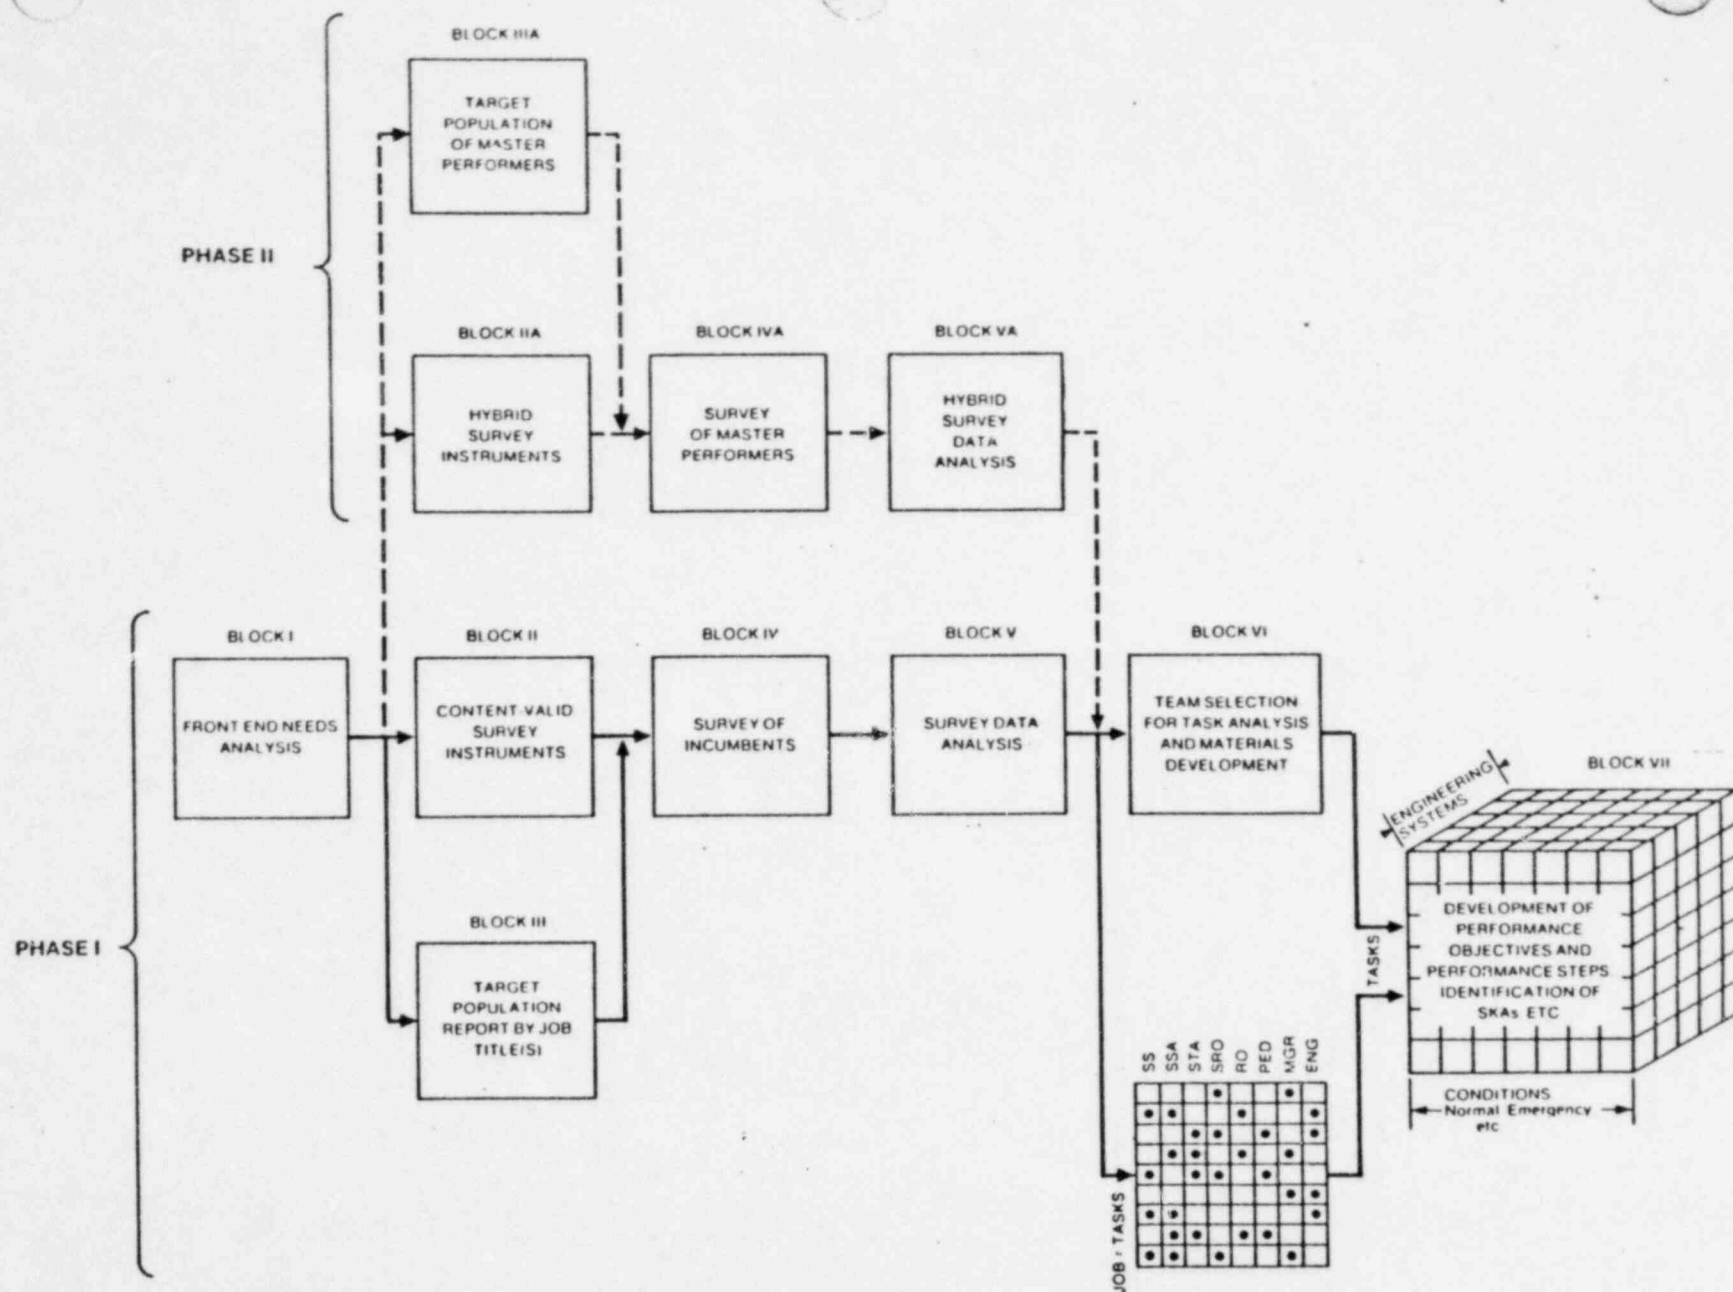 BLOCK IIIA
TARGET
POPULATION
OF MASTER
PERFORMERS
PHASE II
BLOCK IIA
HYBRID
SURVEY
INSTRUMENTS
BLOCK IVA
SURVEY
OF MASTER
PERFORMERS
BLOCK VA
HYBRID
SURVEY
DATA
ANALYSIS
PHASE I
BLOCK I
FRONT END NEEDS
ANALYSIS
BLOCK II
CONTENT-VALID
SURVEY
INSTRUMENTS
BLOCK IV
SURVEY OF
INCUMBENTS
BLOCK V
SURVEY DATA
ANALYSIS
BLOCK VI
TEAM SELECTION
FOR TASK ANALYSIS
AND MATERIALS
DEVELOPMENT
BLOCK III
TARGET
POPULATION
REPORT BY JOB
TITLE(S)
BLOCK VII
ENGINEERING
SYSTEMS
TASKS
DEVELOPMENT OF
PERFORMANCE
OBJECTIVES AND
PERFORMANCE STEPS
IDENTIFICATION OF
SKAs ETC
CONDITIONS
Normal Emergency
etc
SS
SSA
STA
SRO
RO
PED
MGR
ENG
JOB / TASKS